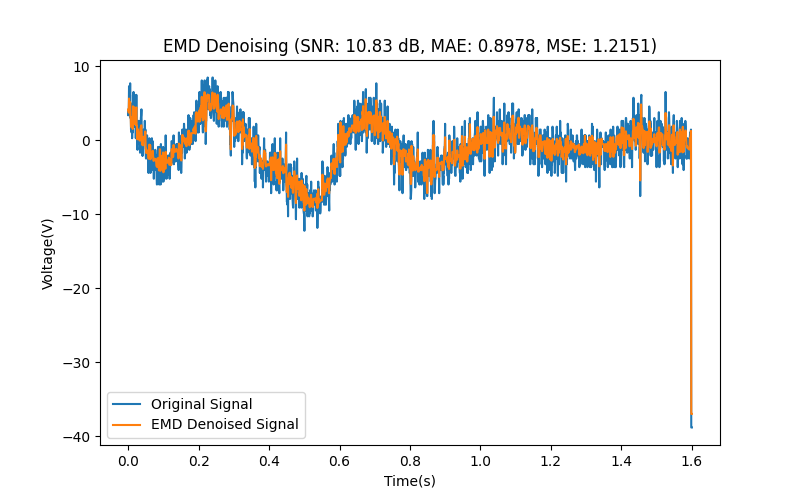 EMD Denoising (SNR: 10.83 dB, MAE: 0.8978, MSE: 1.2151)
10
0
−10
−20
−30
−40
Voltage(V)
Original Signal
EMD Denoised Signal
0.0 0.2 0.4 0.6 0.8 1.0 1.2 1.4 1.6
Time(s)